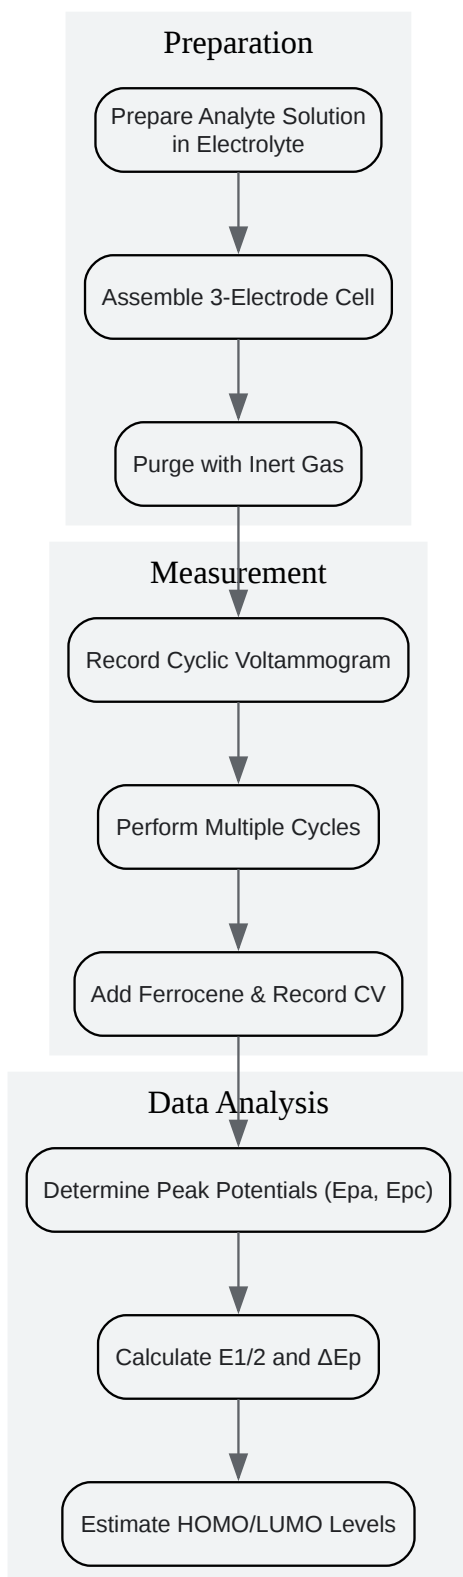 Preparation
Prepare Analyte Solution
in Electrolyte
Assemble 3-Electrode Cell
Purge with Inert Gas
Measurement
Record Cyclic Voltammogram
Perform Multiple Cycles
Add Ferrocene & Record CV
Data Analysis
Determine Peak Potentials (Epa, Epc)
Calculate E1/2 and ΔEp
Estimate HOMO/LUMO Levels